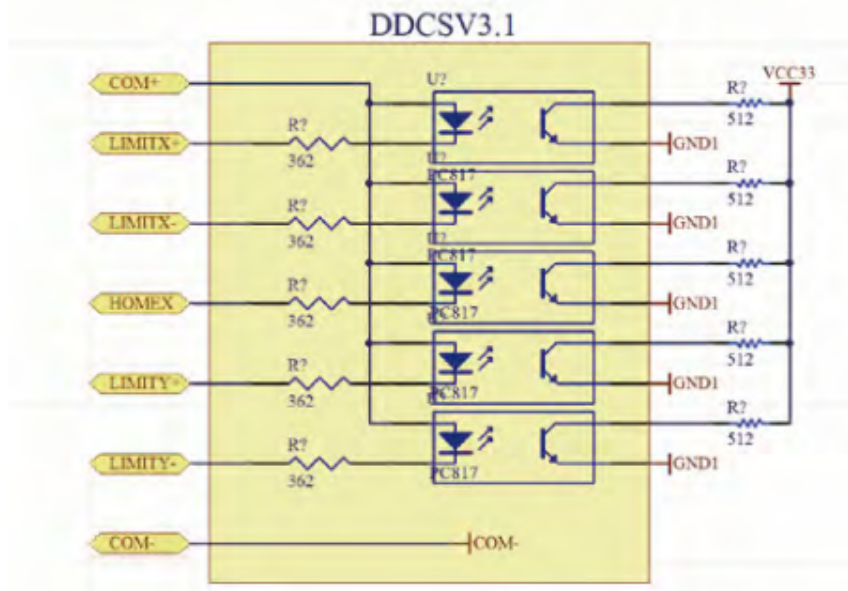 DDCSV3.1
COM+
U?
R?
VCC33
512
LIMITX+
R?
362
GND1
PC817
R?
512
LIMITX-
R?
362
GND1
PC817
R?
512
HOMEX
R?
362
GND1
PC817
R?
512
LIMITY+
R?
362
GND1
PC817
R?
512
LIMITY-
R?
362
GND1
PC817
COM-
COM-